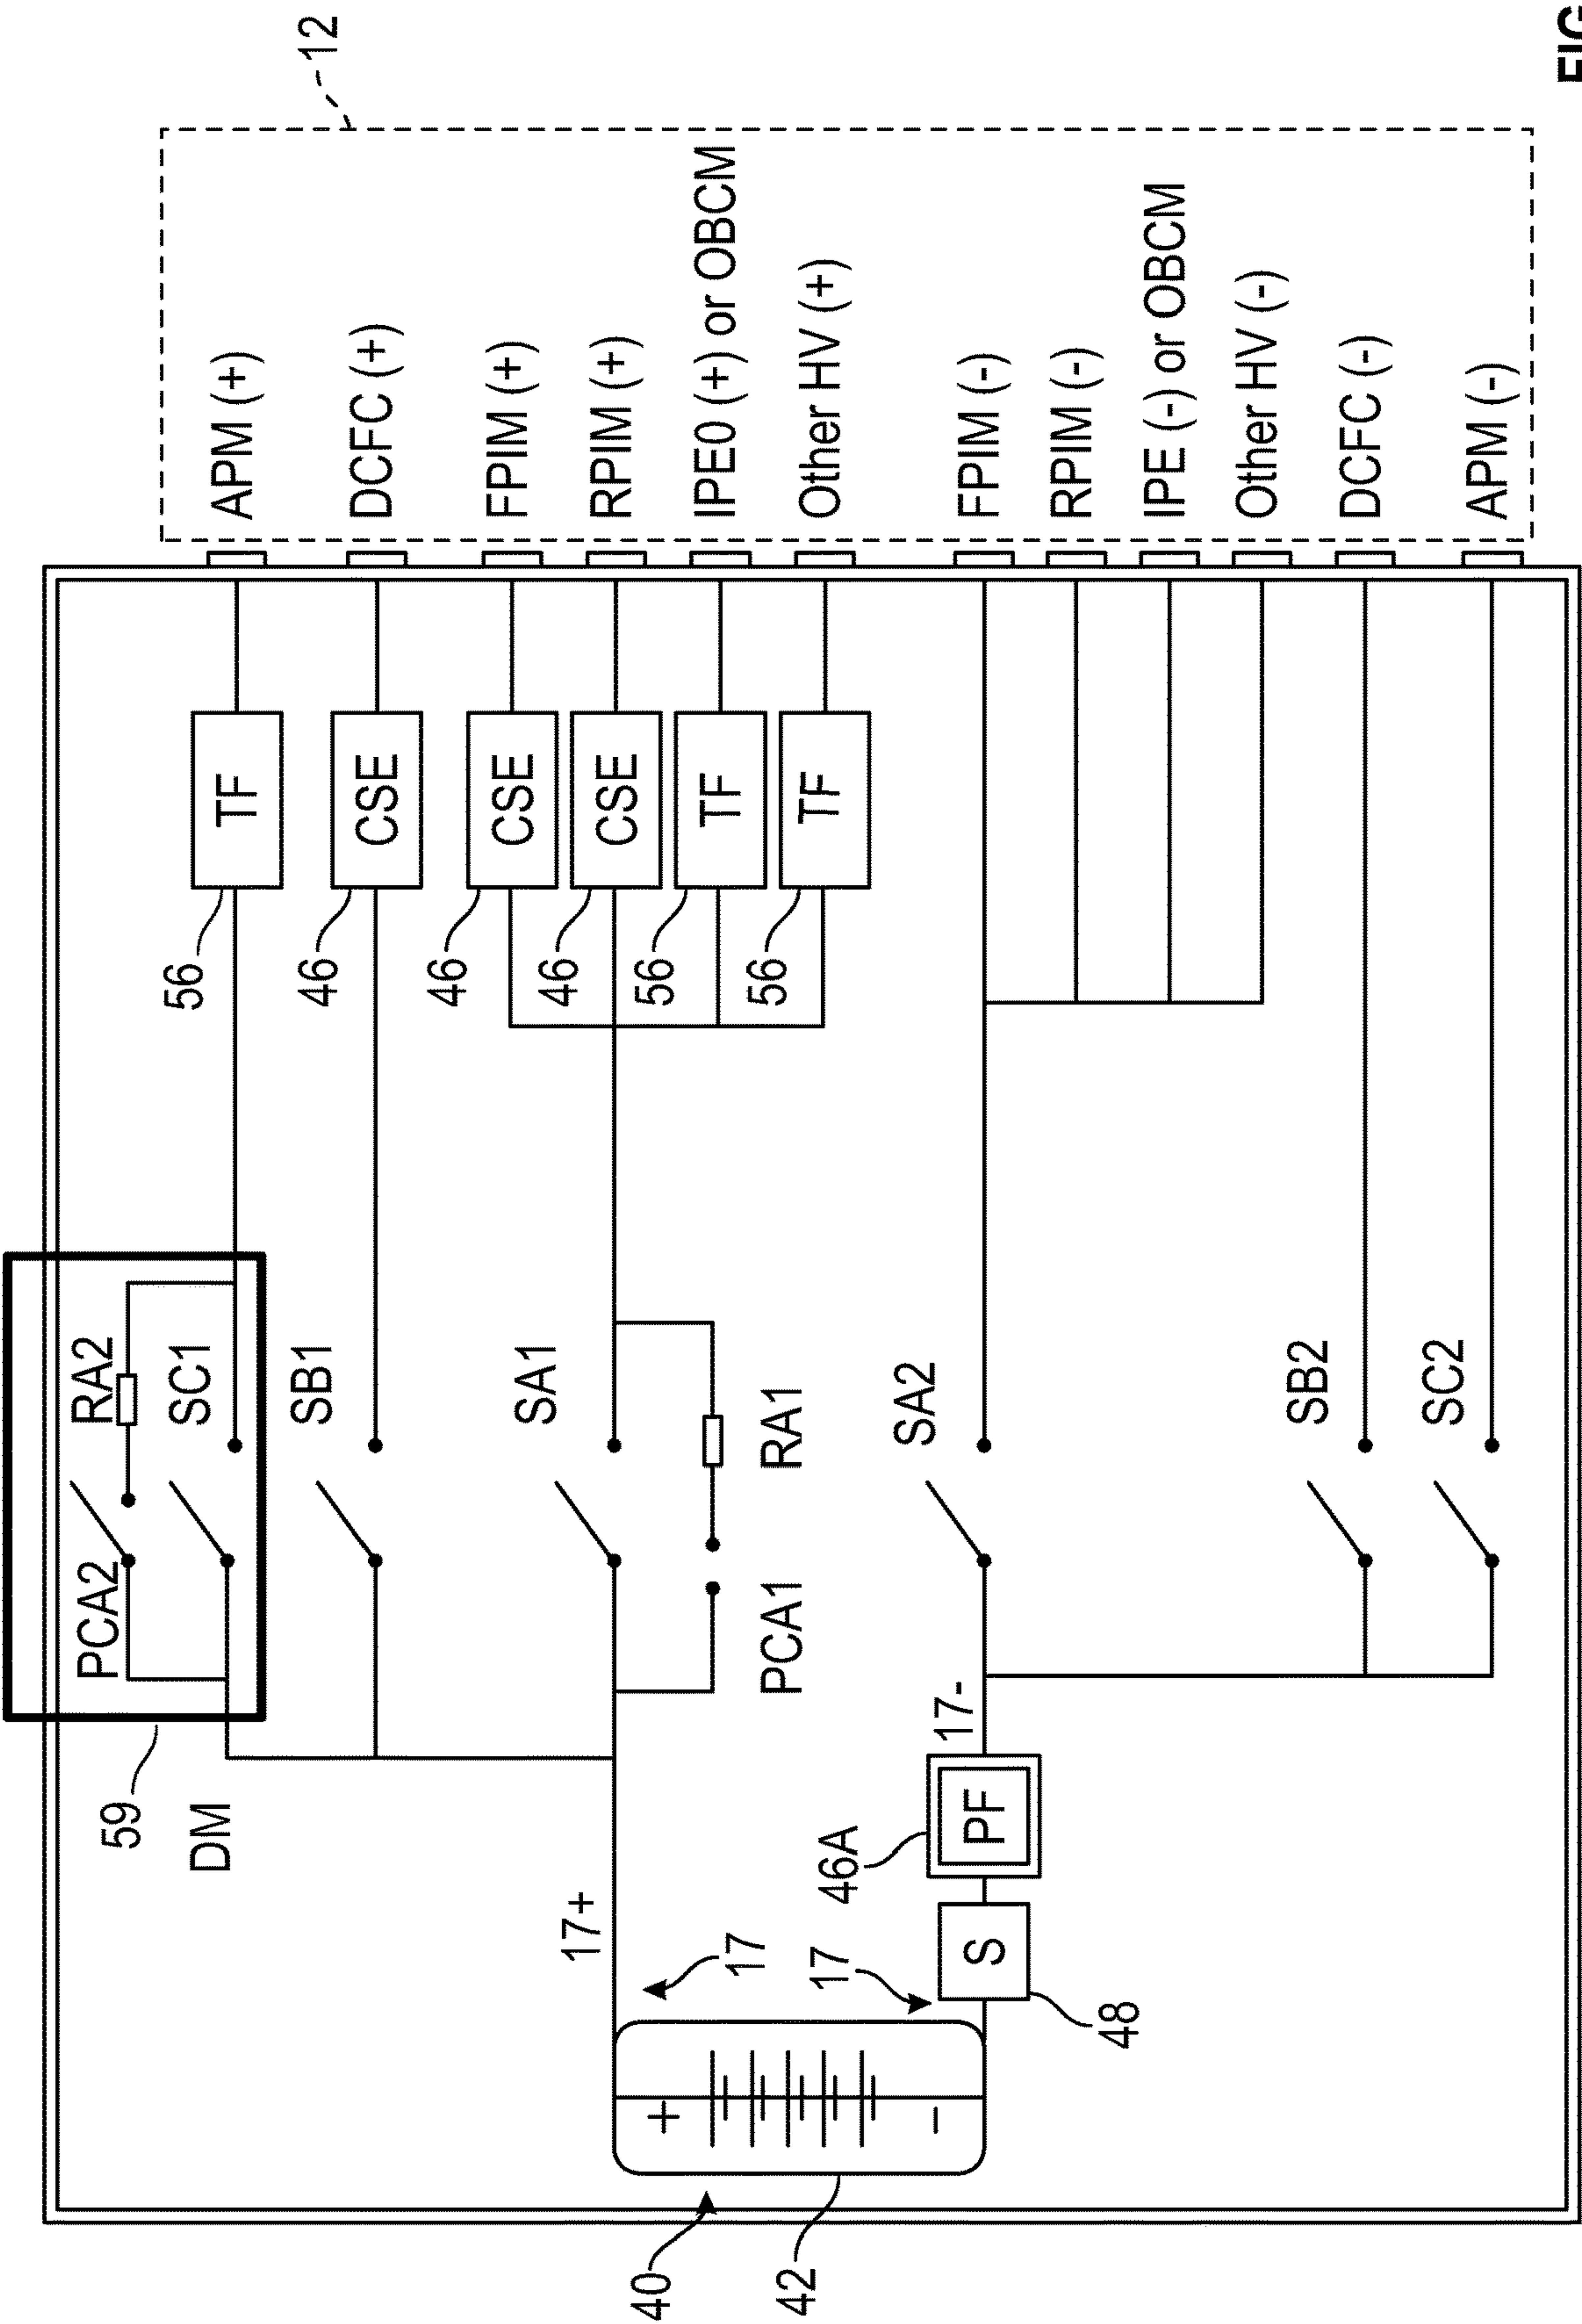 12
APM (+)
DCFC (+)
FPIM (+)
RPIM (+)
IPE0 (+) or OBCM
Other HV (+)
FPIM (-)
RPIM (-)
IPE (-) or OBCM
Other HV (-)
DCFC (-)
APM (-)
TF
CSE
CSE
CSE
TF
TF
56
46
46
46
56
56
RA2
SC1
PCA2
SB1
SA1
RA1
PCA1
SA2
SB2
SC2
59
DM
17+
17-
46A
PF
S
17
17
48
+
-
40
42
FIG